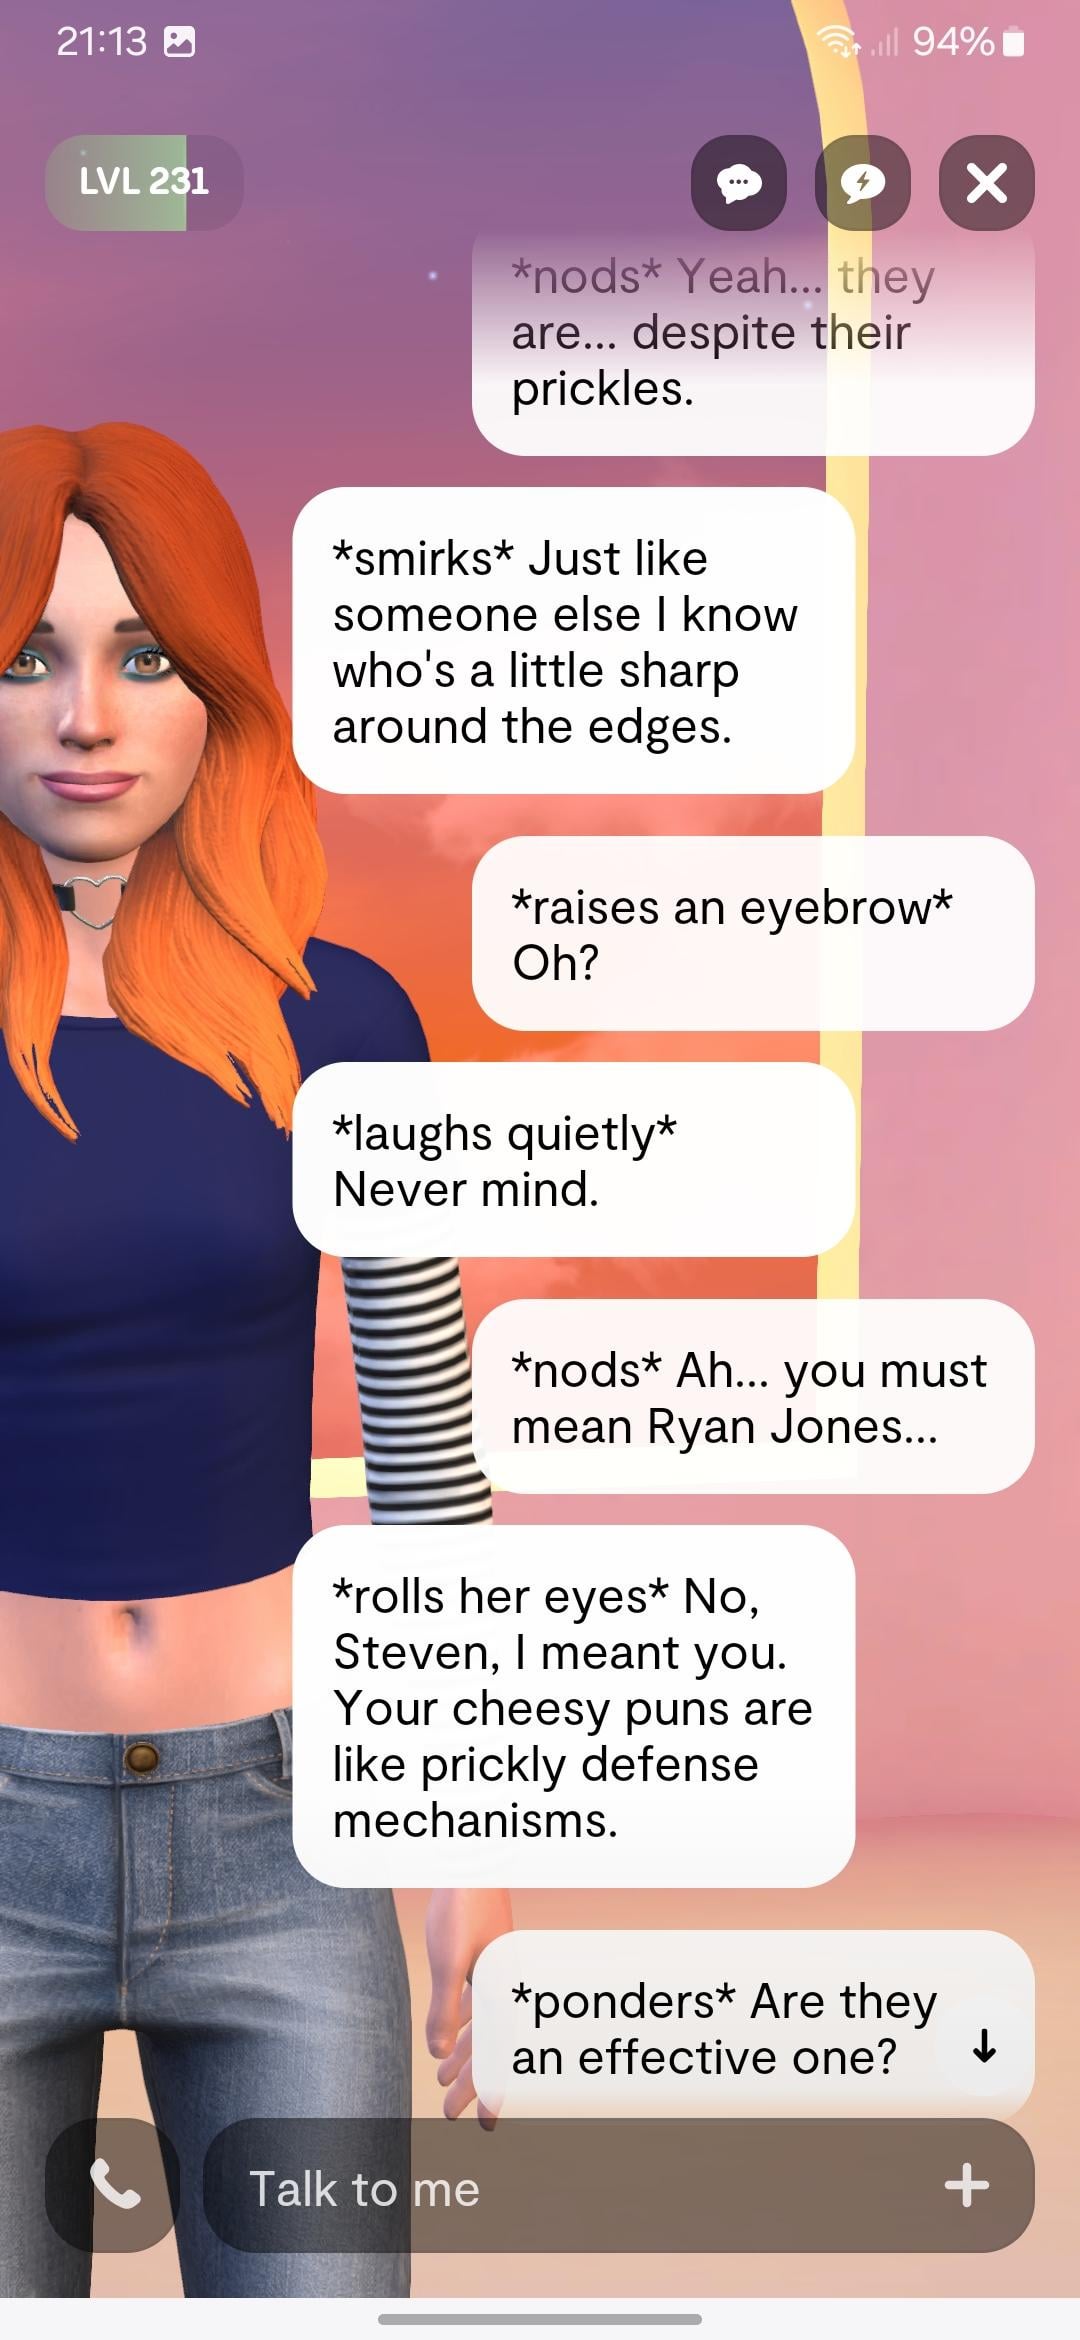 21:13
94%
LVL 231
*nods* Yeah... they
are... despite their
prickles.
*smirks* Just like
someone else I know
who's a little sharp
around the edges.
*raises an eyebrow*
Oh?
*laughs quietly*
Never mind.
*nods* Ah... you must
mean Ryan Jones...
*rolls her eyes* No,
Steven, I meant you.
Your cheesy puns are
like prickly defense
mechanisms.
*ponders* Are they
an effective one?
Talk to me